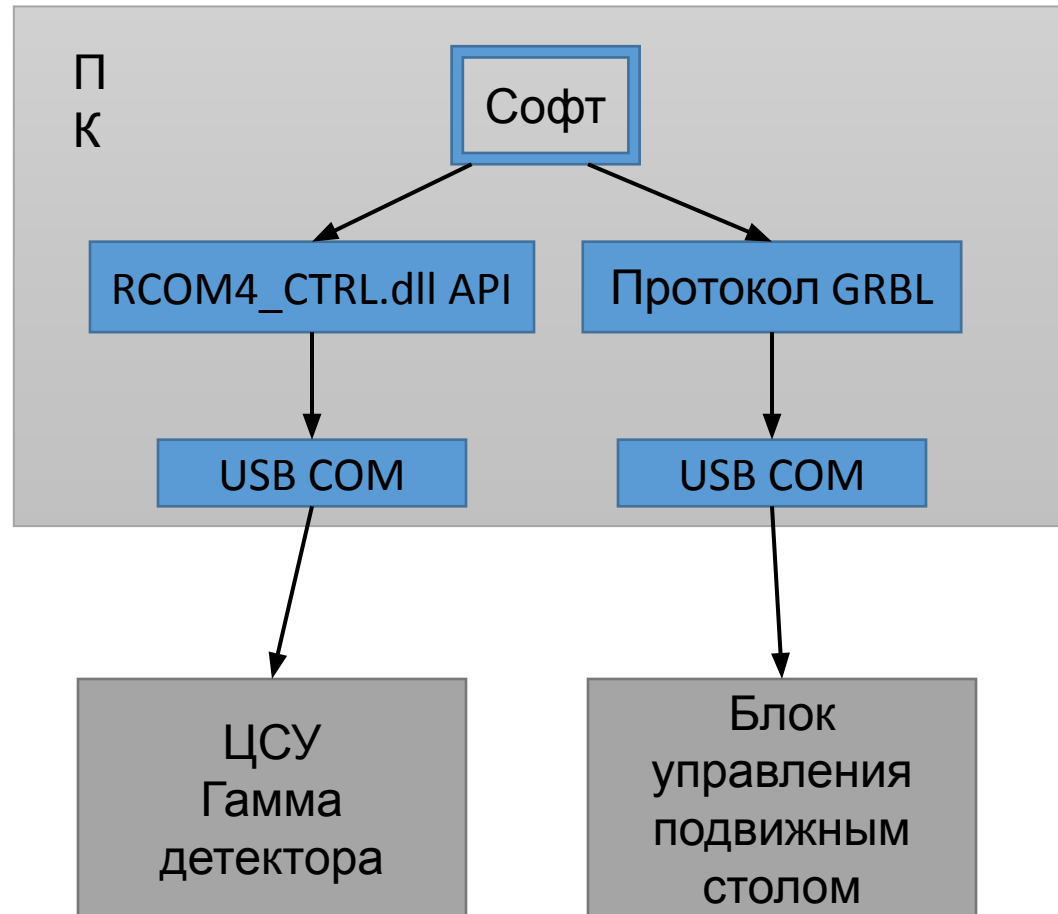 П
К
Софт
RCOM4_CTRL.dll API
Протокол GRBL
USB COM
USB COM
ЦСУ
Гамма
детектора
Блок
управления
подвижным
столом